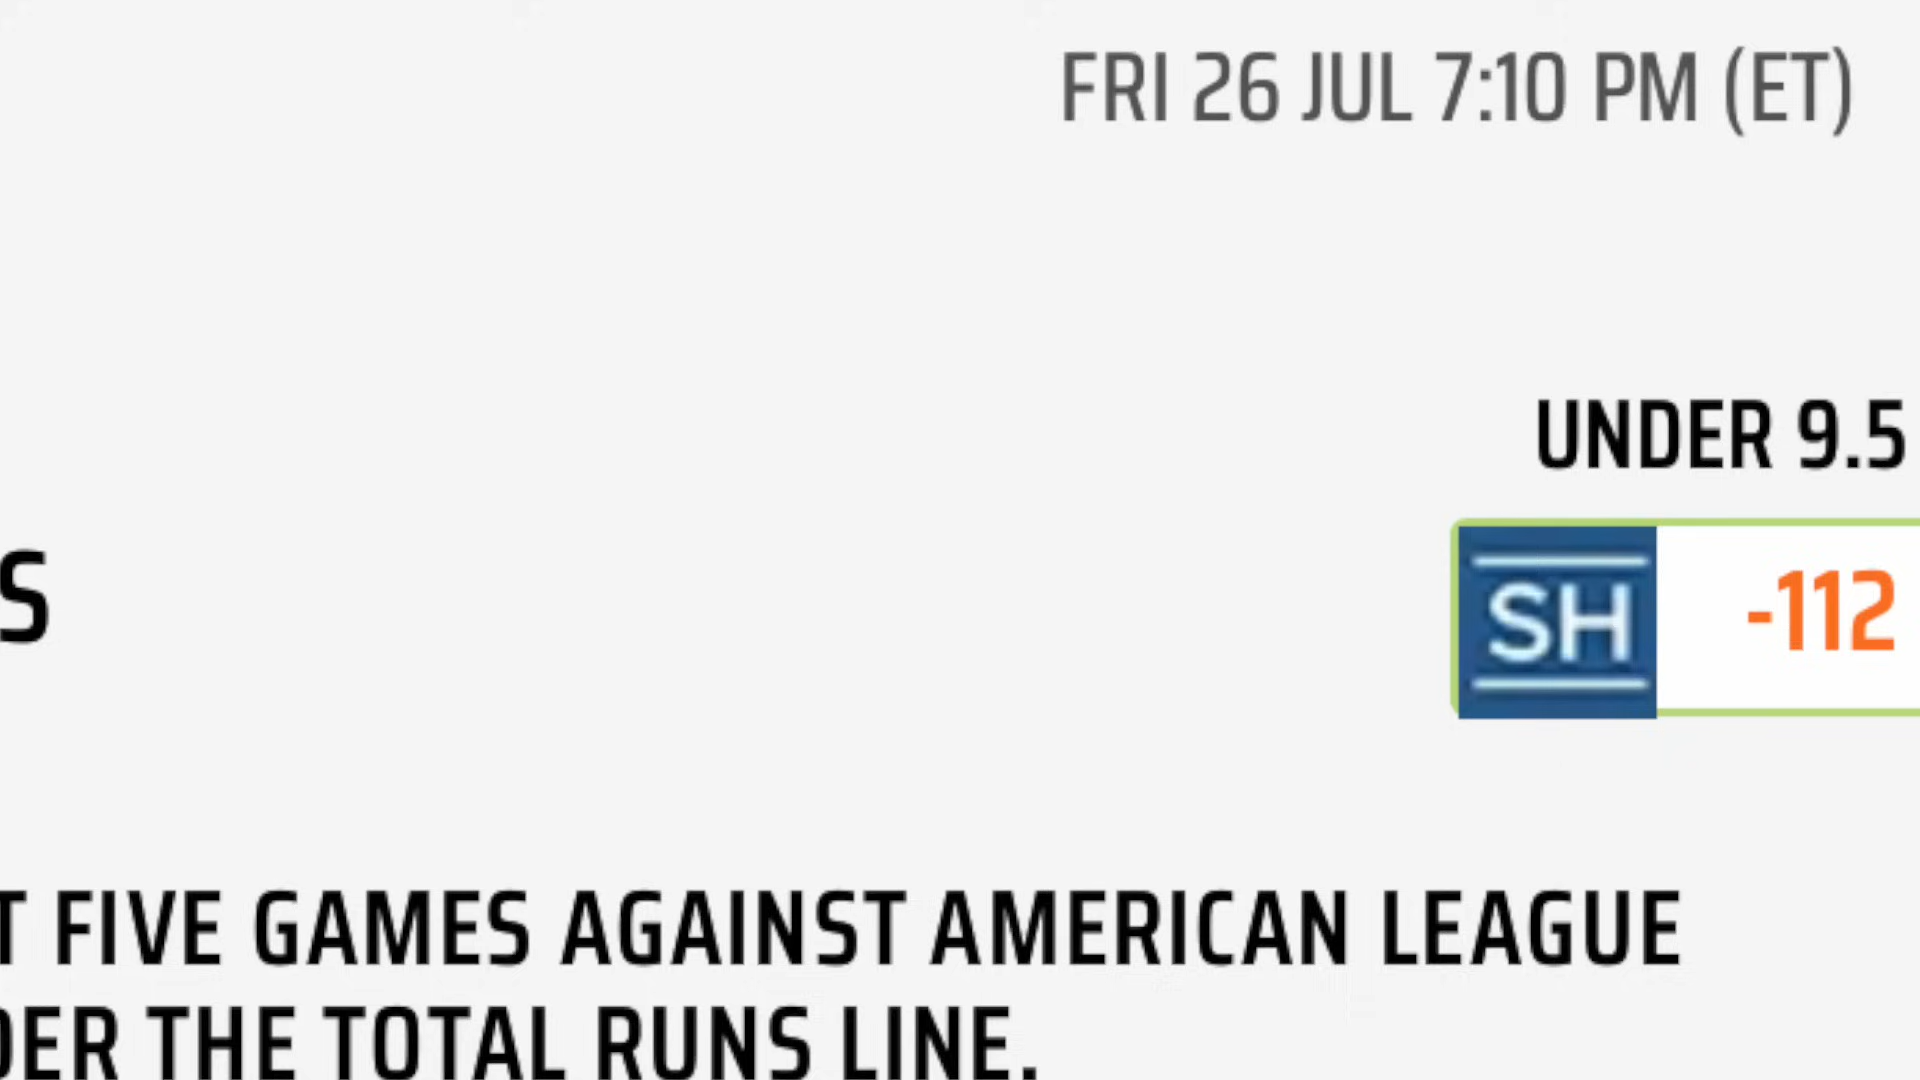 FRI 26 JUL 7:10 PM (ET)
UNDER 9.5
S
SH
-112
T FIVE GAMES AGAINST AMERICAN LEAGUE
DER THE TOTAL RUNS LINE.